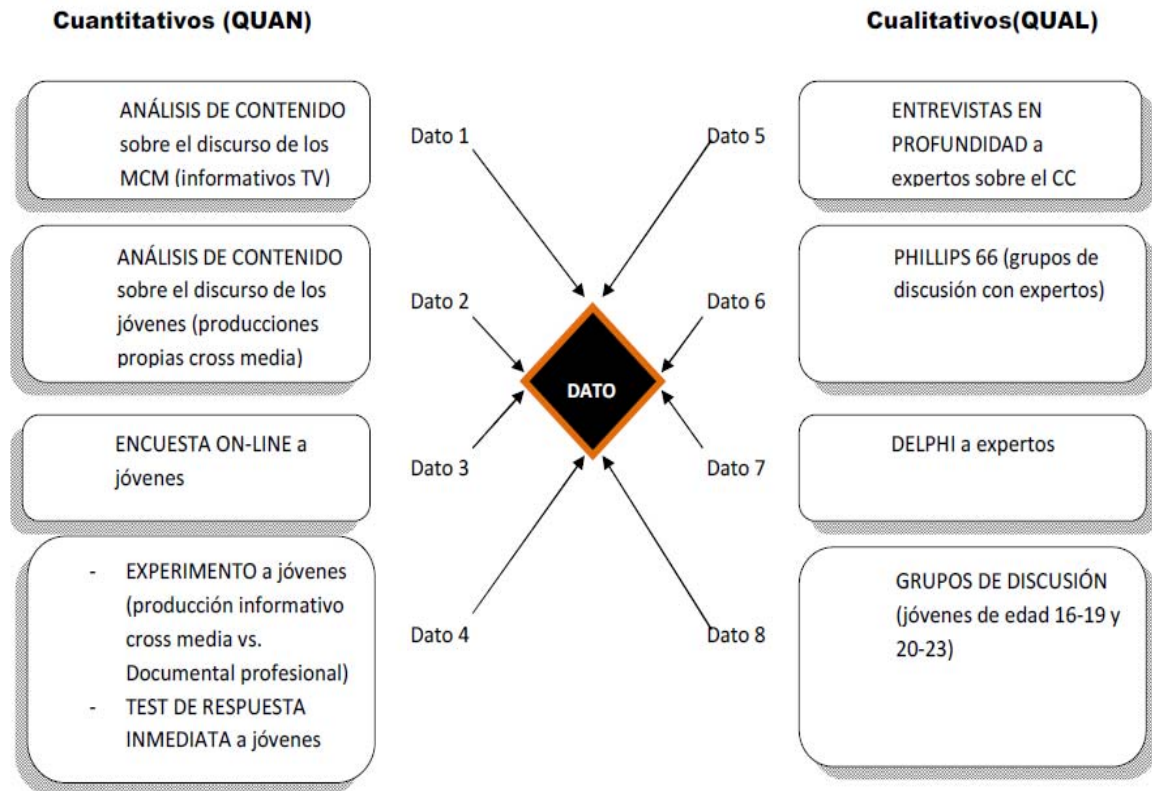 Cuantitativos (QUAN)
Cualitativos(QUAL)
ANÁLISIS DE CONTENIDO
sobre el discurso de los
MCM (informativos TV)
ANÁLISIS DE CONTENIDO
sobre el discurso de los
jóvenes (producciones
propias cross media)
ENCUESTA ON-LINE a
jóvenes
- EXPERIMENTO a jóvenes
(producción informativo
cross media vs.
Documental profesional)
- TEST DE RESPUESTA
INMEDIATA a jóvenes
Dato 1
Dato 2
Dato 3
Dato 4
DATO
Dato 5
Dato 6
Dato 7
Dato 8
ENTREVISTAS EN
PROFUNDIDAD a
expertos sobre el CC
PHILLIPS 66 (grupos de
discusión con expertos)
DELPHI a expertos
GRUPOS DE DISCUSIÓN
(jóvenes de edad 16-19 y
20-23)